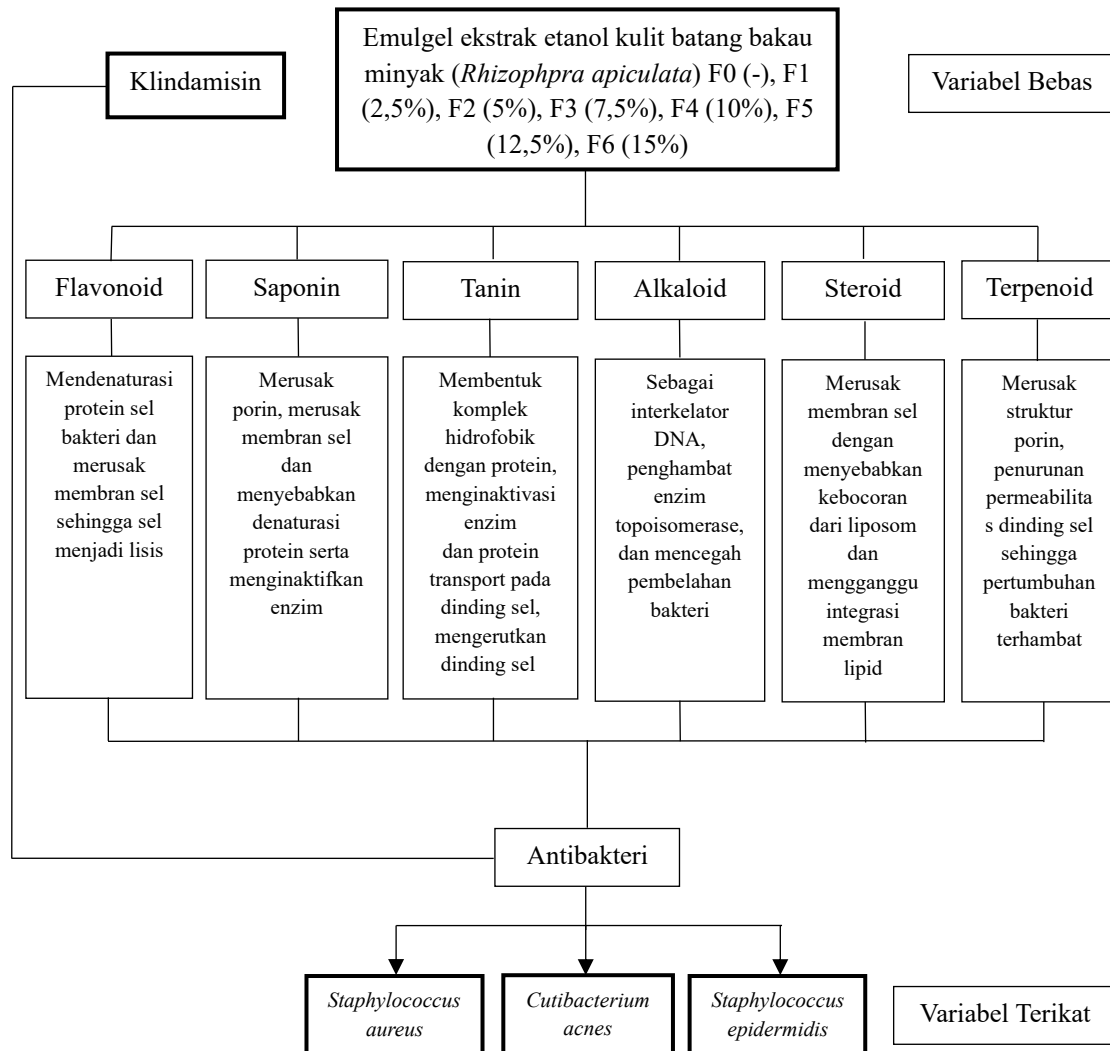 Klindamisin
Emulgel ekstrak etanol kulit batang bakau
minyak (Rhizophpra apiculata) F0 (-), F1
(2,5%), F2 (5%), F3 (7,5%), F4 (10%), F5
(12,5%), F6 (15%)
Variabel Bebas
Flavonoid
Saponin
Tanin
Alkaloid
Steroid
Terpenoid
Mendenaturasi
protein sel
bakteri dan
merusak
membran sel
sehingga sel
menjadi lisis
Merusak
porin, merusak
membran sel
dan
menyebabkan
denaturasi
protein serta
menginaktifkan
enzim
Membentuk
komplek
hidrofobik
dengan protein,
menginaktivasi
enzim
dan protein
transport pada
dinding sel,
mengerutkan
dinding sel
Sebagai
interkelator
DNA,
penghambat
enzim
topoisomerase,
dan mencegah
pembelahan
bakteri
Merusak
membran sel
dengan
menyebabkan
kebocoran
dari liposom
dan
mengganggu
integrasi
membran
lipid
Merusak
struktur
porin,
penurunan
permeabilita
s dinding sel
sehingga
pertumbuhan
bakteri
terhambat
Antibakteri
Staphylococcus
aureus
Cutibacterium
acnes
Staphylococcus
epidermidis
Variabel Terikat